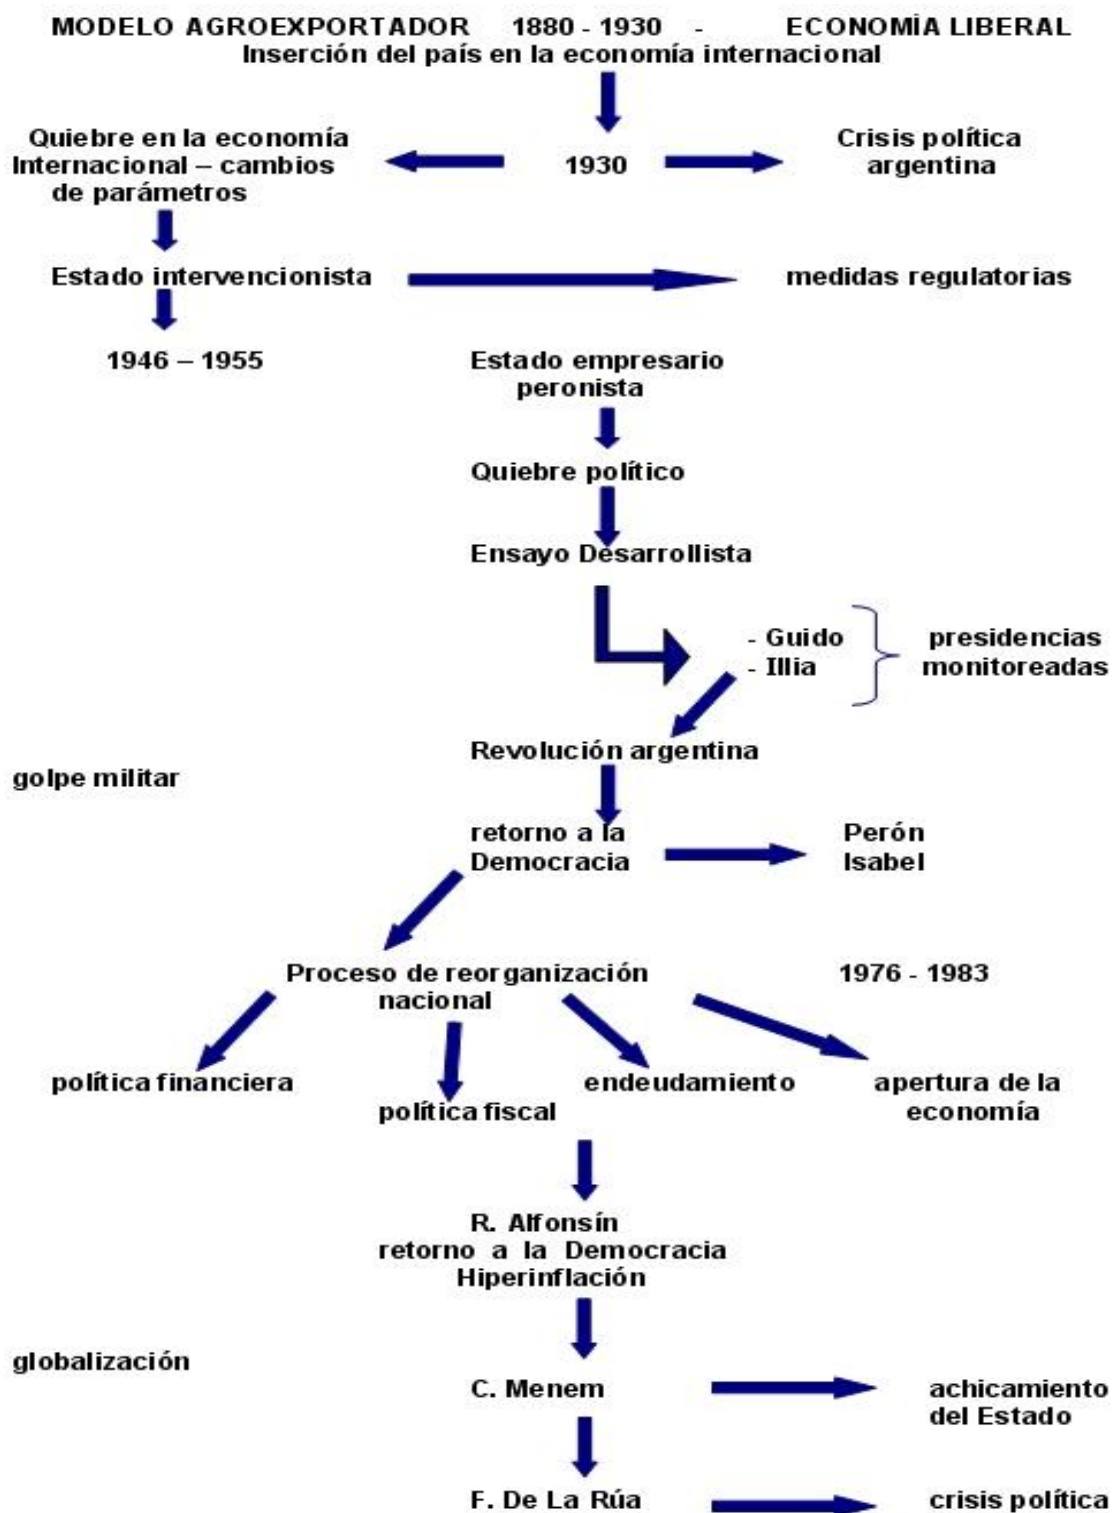 MODELO AGROEXPORTADOR 1880 - 1930 - ECONOMÌA LIBERAL
Inserción del país en la economía internacional
Quiebre en la economía
Internacional – cambios
de parámetros
1930
Crisis política
argentina
Estado intervencionista
medidas regulatorias
1946 – 1955
Estado empresario
peronista
Quiebre político
Ensayo Desarrollista
- Guido
- Illia
presidencias
monitoreadas
Revolución argentina
golpe militar
retorno a la
Democracia
Perón
Isabel
Proceso de reorganización
nacional
1976 - 1983
política financiera
política fiscal
endeudamiento
apertura de la
economía
R. Alfonsín
retorno a la Democracia
Hiperinflación
globalización
C. Menem
achicamiento
del Estado
F. De La Rúa
crisis política